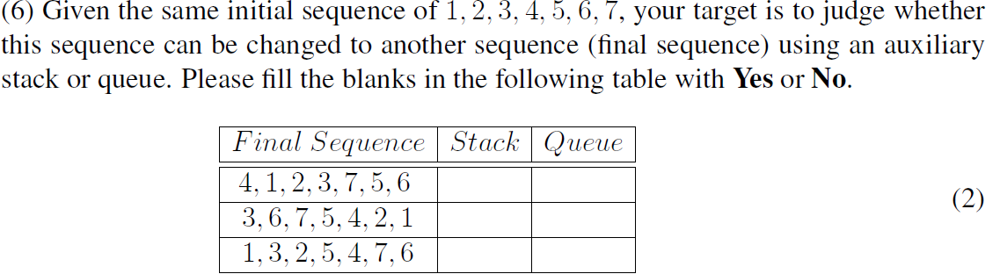 (6) Given the same initial sequence of 1, 2, 3, 4, 5, 6, 7, your target is to judge whether
this sequence can be changed to another sequence (final sequence) using an auxiliary
stack or queue. Please fill the blanks in the following table with Yes or No.
Final Sequence Stack Queue
4, 1, 2, 3, 7, 5, 6
3, 6, 7, 5, 4, 2, 1
1, 3, 2, 5, 4, 7, 6
(2)